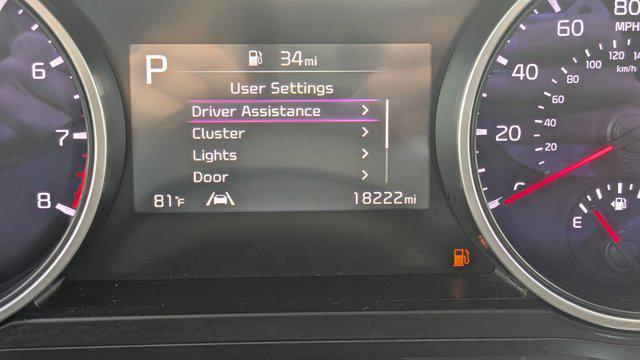 P
34mi
User Settings
Driver Assistance
Cluster
Lights
Door
81°F
18222mi
6
7
8
0
20
40
60
80
MPH
20
40
60
80
100
120
km/h
E